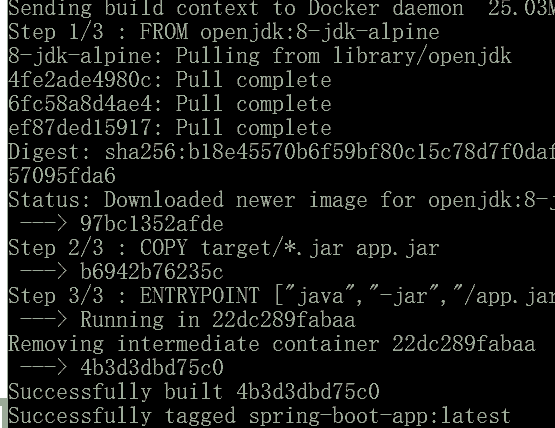 Sending build context to Docker daemon 25.03M
Step 1/3 : FROM openjdk:8-jdk-alpine
8-jdk-alpine: Pulling from library/openjdk
4fe2ade4980c: Pull complete
6fc58a8d4ae4: Pull complete
ef87ded15917: Pull complete
Digest: sha256:b18e45570b6f59bf80c15c78d7f0daf
57095fda6
Status: Downloaded newer image for openjdk:8-j
---> 97bc1352afde
Step 2/3 : COPY target/*.jar app.jar
---> b6942b76235c
Step 3/3 : ENTRYPOINT ["java","-jar","/app.jar
---> Running in 22dc289fabaa
Removing intermediate container 22dc289fabaa
---> 4b3d3dbd75c0
Successfully built 4b3d3dbd75c0
Successfully tagged spring-boot-app:latest